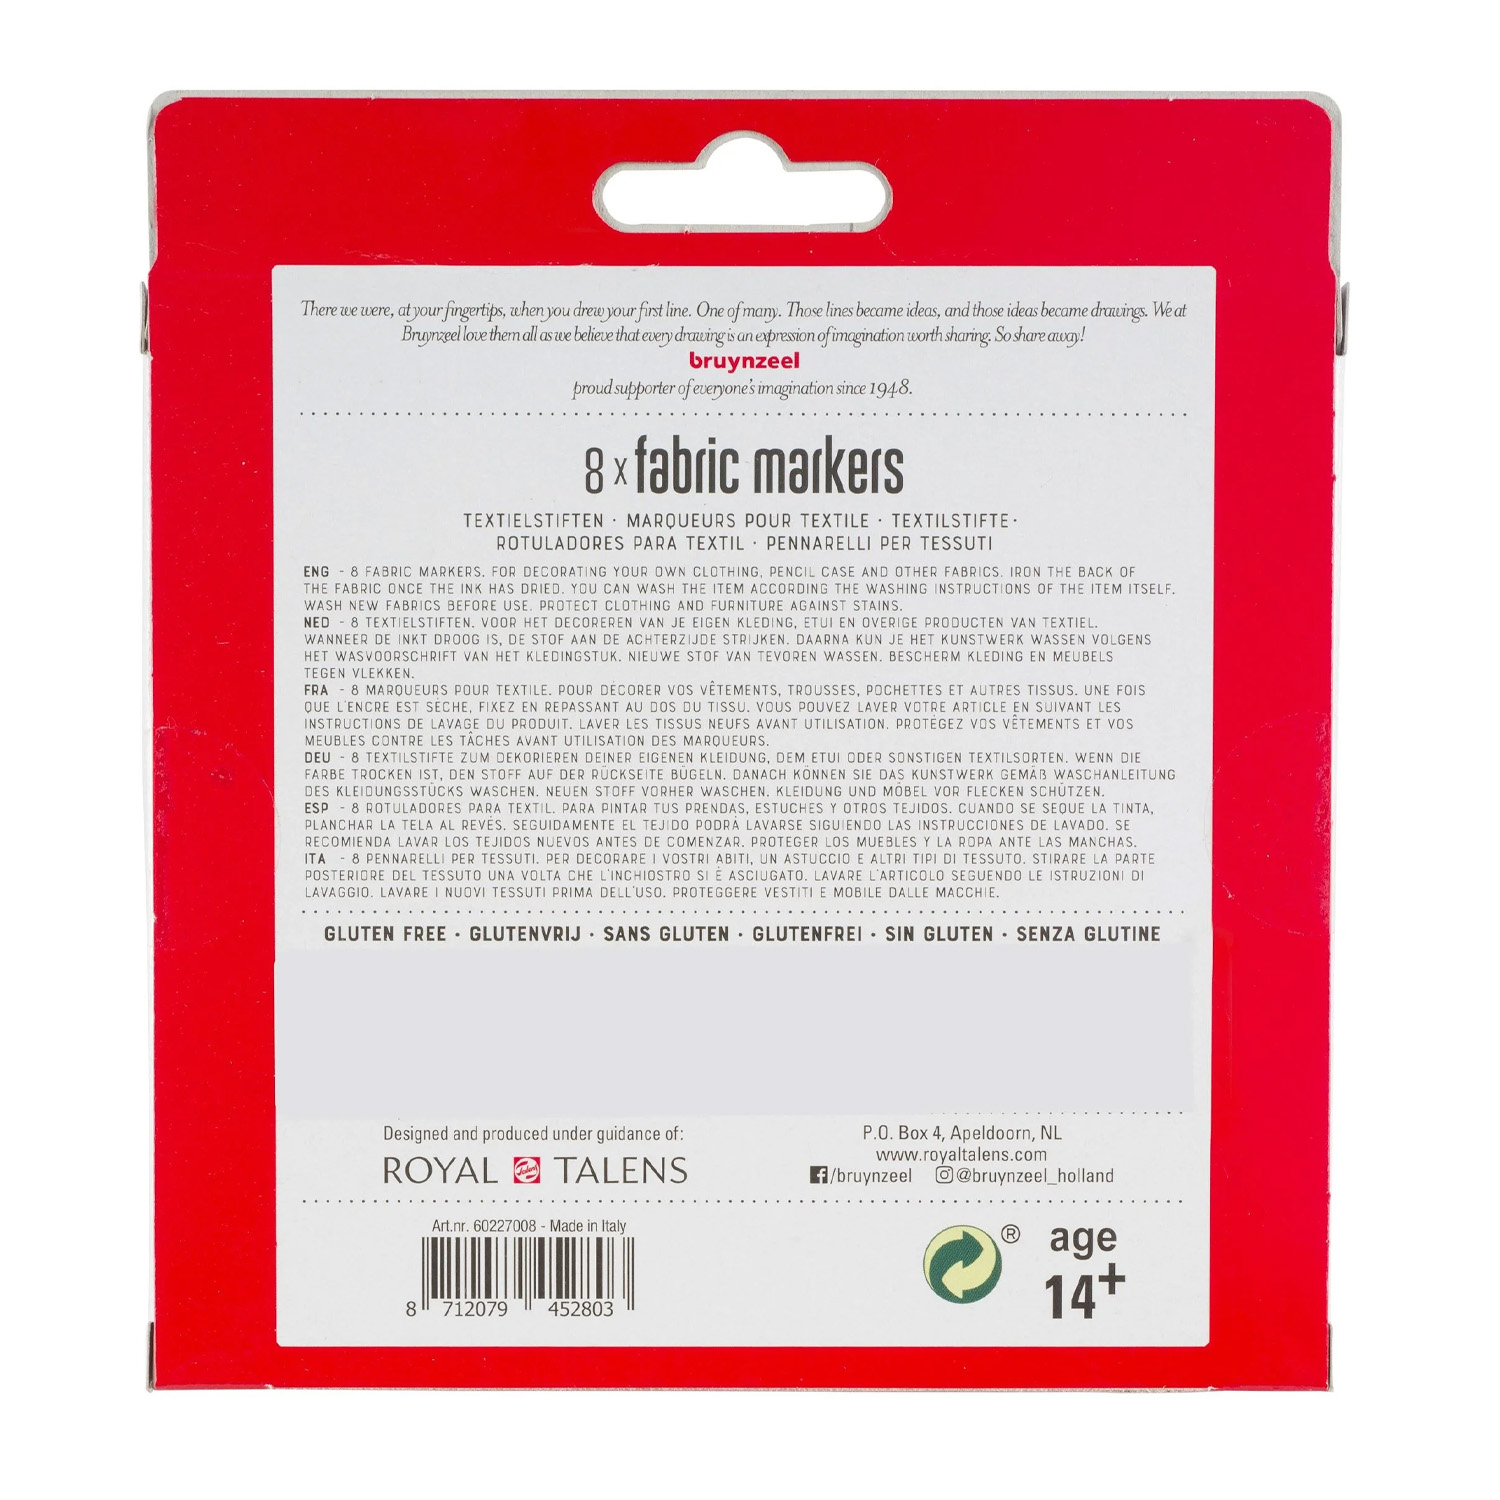 There we were, at your fingertips, when you drew your first line. One of many. Those lines became ideas, and those ideas became drawings. We at
Bruynzeel love them all as we believe that every drawing is an expression of imagination worth sharing. So share away!
bruynzeel
proud supporter of everyone's imagination since 1948.
8 x fabric markers
TEXTIELSTIFTEN · MARQUEURS POUR TEXTILE · TEXTILSTIFTE ·
ROTULADORES PARA TEXTIL · PENNARELLI PER TESSUTI
ENG - 8 FABRIC MARKERS. FOR DECORATING YOUR OWN CLOTHING, PENCIL CASE AND OTHER FABRICS. IRON THE BACK OF
THE FABRIC ONCE THE INK HAS DRIED. YOU CAN WASH THE ITEM ACCORDING THE WASHING INSTRUCTIONS OF THE ITEM ITSELF.
WASH NEW FABRICS BEFORE USE. PROTECT CLOTHING AND FURNITURE AGAINST STAINS.
NED - 8 TEXTIELSTIFTEN. VOOR HET DECOREREN VAN JE EIGEN KLEDING, ETUI EN OVERIGE PRODUCTEN VAN TEXTIEL.
WANNEER DE INKT DROOG IS, DE STOF AAN DE ACHTERZIJDE STRIJKEN. DAARNA KUN JE HET KUNSTWERK WASSEN VOLGENS
HET WASVOORSCHRIFT VAN HET KLEDINGSTUK. NIEUWE STOF VAN TEVOREN WASSEN. BESCHERM KLEDING EN MEUBELS
TEGEN VLEKKEN.
FRA - 8 MARQUEURS POUR TEXTILE. POUR DÉCORER VOS VÊTEMENTS, TROUSSES, POCHETTES ET AUTRES TISSUS. UNE FOIS
QUE L'ENCRE EST SÈCHE, FIXEZ EN REPASSANT AU DOS DU TISSU. VOUS POUVEZ LAVER VOTRE ARTICLE EN SUIVANT LES
INSTRUCTIONS DE LAVAGE DU PRODUIT. LAVER LES TISSUS NEUFS AVANT UTILISATION. PROTÉGEZ VOS VÊTEMENTS ET VOS
MEUBLES CONTRE LES TÂCHES AVANT UTILISATION DES MARQUEURS.
DEU - 8 TEXTILSTIFTE ZUM DEKORIEREN DEINER EIGENEN KLEIDUNG, DEM ETUI ODER SONSTIGEN TEXTILSORTEN. WENN DIE
FARBE TROCKEN IST, DEN STOFF AUF DER RÜCKSEITE BÜGELN. DANACH KÖNNEN SIE DAS KUNSTWERK GEMÄß WASCHANLEITUNG
DES KLEIDUNGSSTÜCKS WASCHEN. NEUEN STOFF VORHER WASCHEN. KLEIDUNG UND MÖBEL VOR FLECKEN SCHÜTZEN.
ESP - 8 ROTULADORES PARA TEXTIL. PARA PINTAR TUS PRENDAS, ESTUCHES Y OTROS TEJIDOS. CUANDO SE SEQUE LA TINTA,
PLANCHAR LA TELA AL REVÉS. SEGUIDAMENTE EL TEJIDO PODRÁ LAVARSE SIGUIENDO LAS INSTRUCCIONES DE LAVADO. SE
RECOMIENDA LAVAR LOS TEJIDOS NUEVOS ANTES DE COMENZAR. PROTEGER LOS MUEBLES Y LA ROPA ANTE LAS MANCHAS.
ITA - 8 PENNARELLI PER TESSUTI. PER DECORARE I VOSTRI ABITI, UN ASTUCCIO E ALTRI TIPI DI TESSUTO. STIRARE LA PARTE
POSTERIORE DEL TESSUTO UNA VOLTA CHE L'INCHIOSTRO SI È ASCIUGATO. LAVARE L'ARTICOLO SEGUENDO LE ISTRUZIONI DI
LAVAGGIO. LAVARE I NUOVI TESSUTI PRIMA DELL'USO. PROTEGGERE VESTITI E MOBILE DALLE MACCHIE.
GLUTEN FREE · GLUTENVRIJ · SANS GLUTEN · GLUTENFREI · SIN GLUTEN · SENZA GLUTINE
Designed and produced under guidance of:
ROYAL Talens TALENS
P.O. Box 4, Apeldoorn, NL
www.royaltalens.com
f/bruynzeel @bruynzeel_holland
Art.nr. 60227008 - Made in Italy
8 712079 452803
®
age
14+